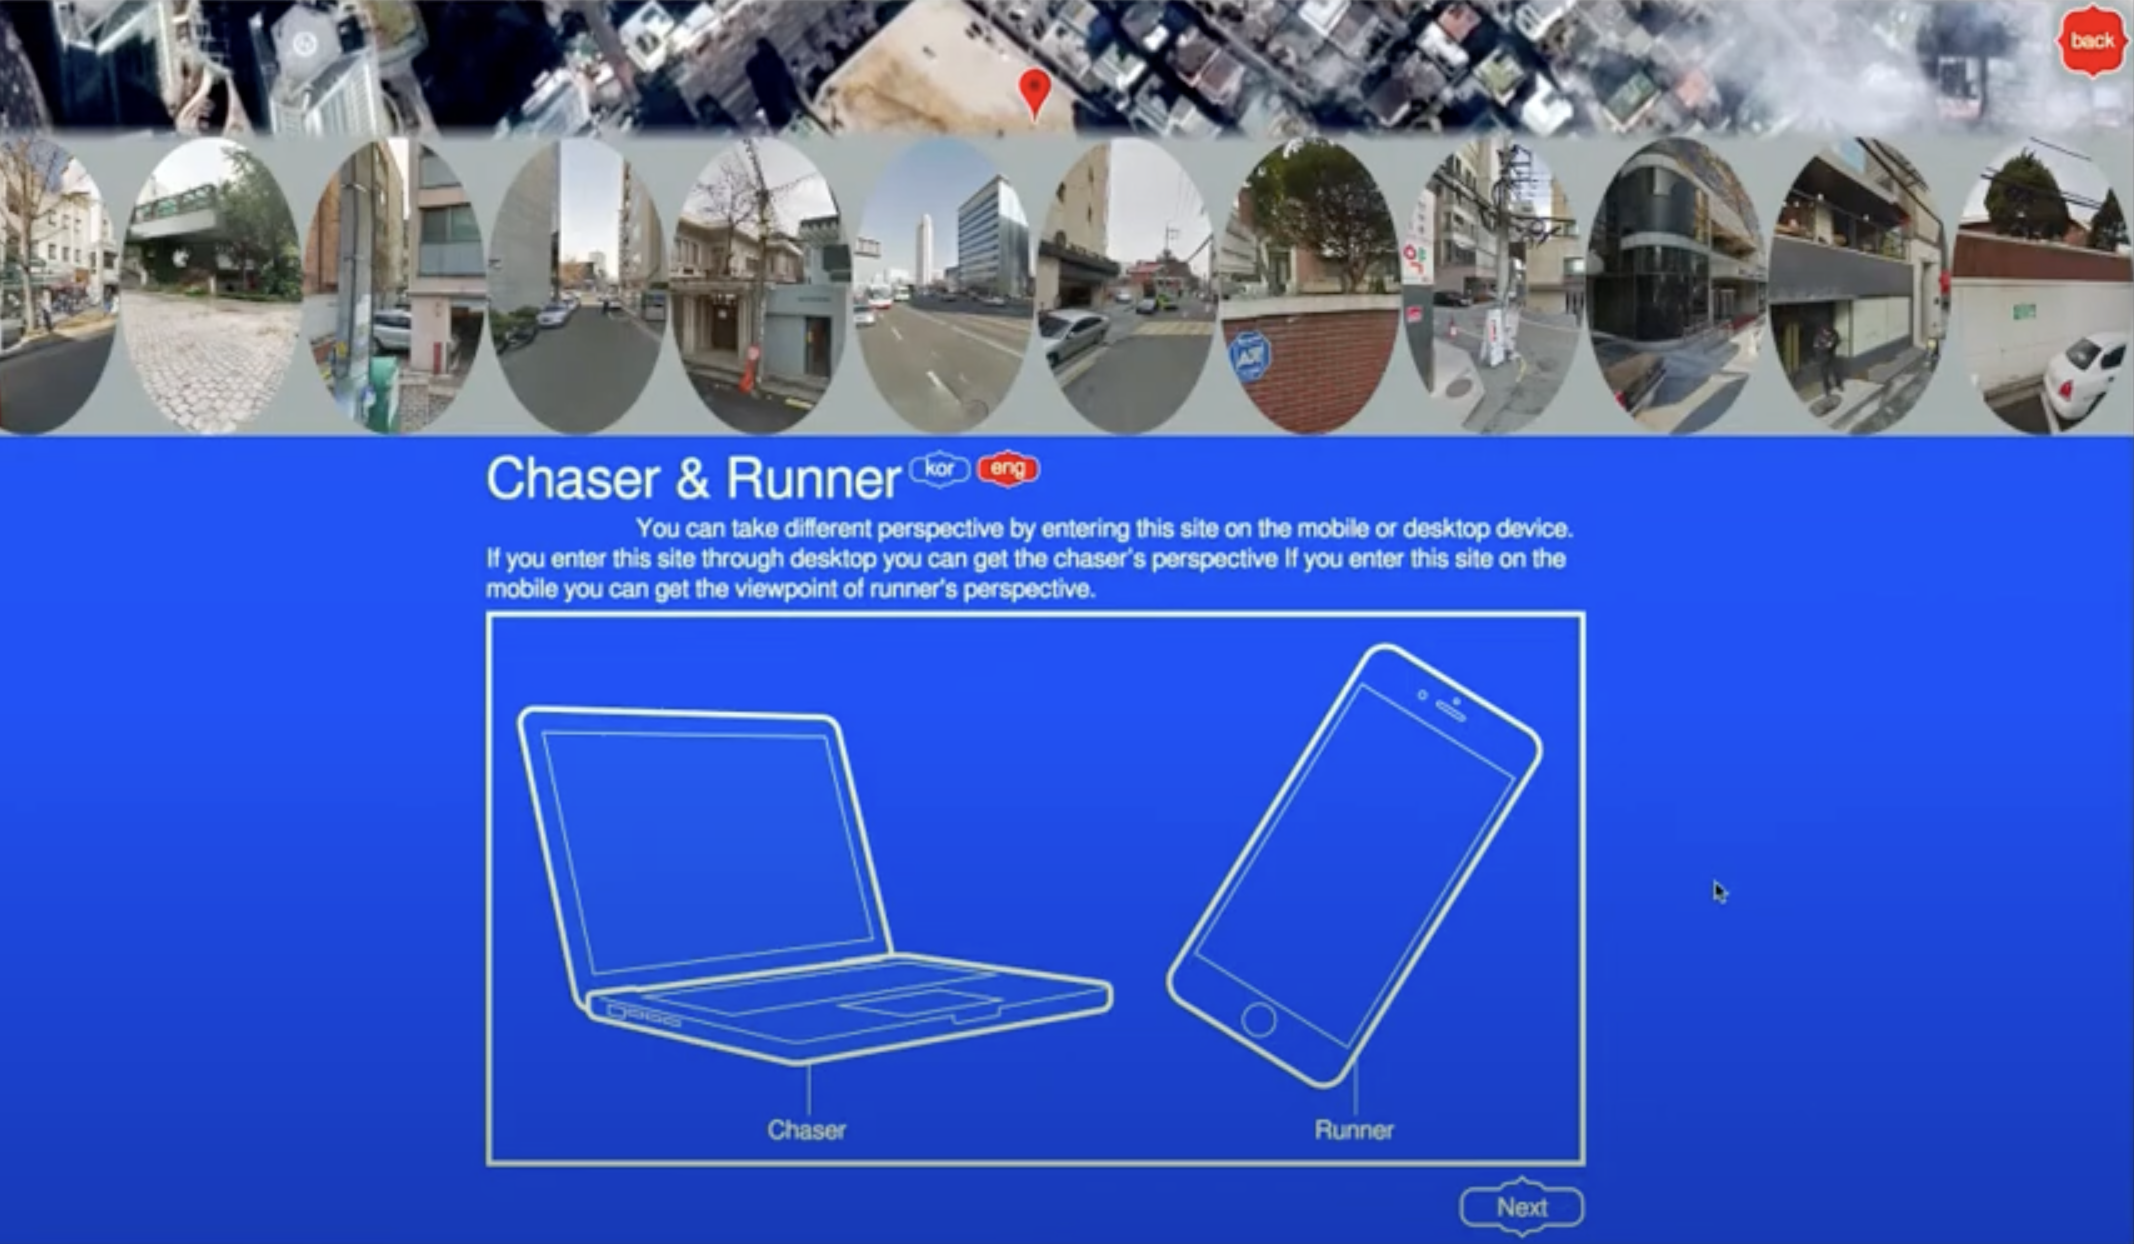 back
ADT
Chaser & Runner kor eng
You can take different perspective by entering this site on the mobile or desktop device.
If you enter this site through desktop you can get the chaser's perspective If you enter this site on the
mobile you can get the viewpoint of runner's perspective.
Chaser
Runner
Next